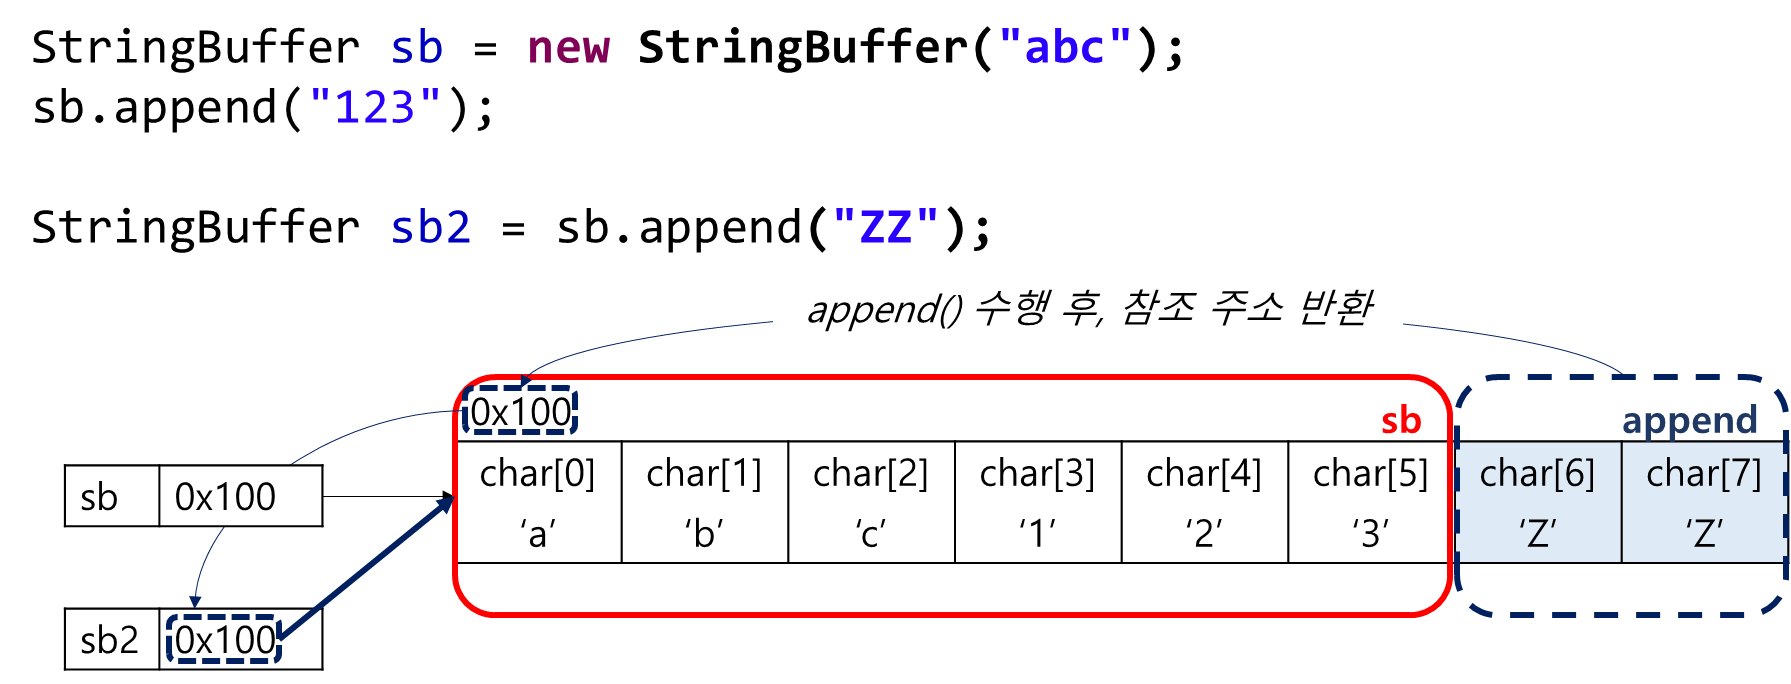 StringBuffer sb = new StringBuffer("abc");
sb.append("123");
StringBuffer sb2 = sb.append("ZZ");
append() 수행 후, 참조 주소 반환
0x100
sb
append
char[0] char[1] char[2] char[3] char[4] char[5] char[6] char[7]
‘a’ ‘b’ ‘c’ ‘1’ ‘2’ ‘3’ ‘Z’ ‘Z’
sb 0x100
sb2 0x100